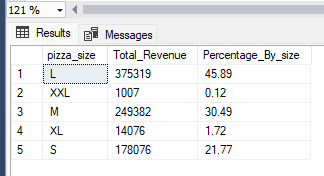 121 %
Results Messages
pizza_size Total_Revenue Percentage_By_size
1 L 375319 45.89
2 XXL 1007 0.12
3 M 249382 30.49
4 XL 14076 1.72
5 S 178076 21.77